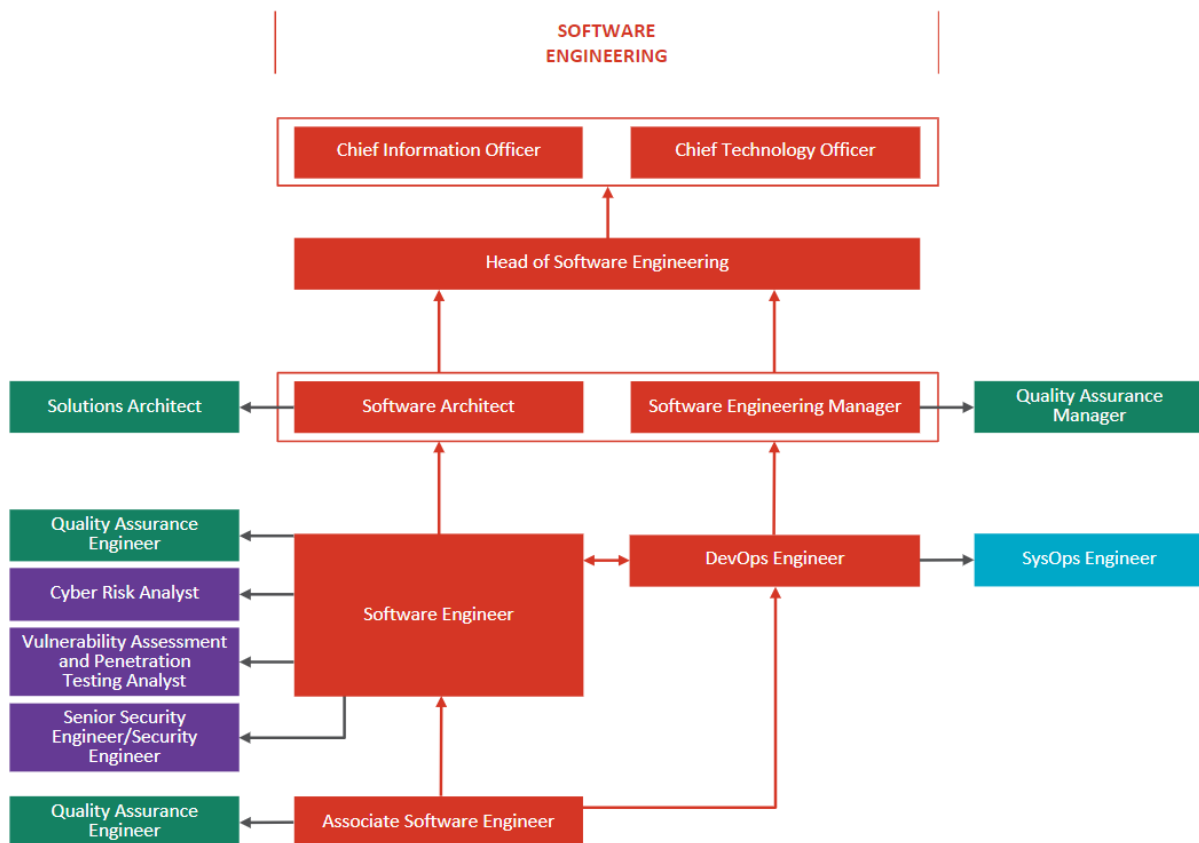 SOFTWARE
ENGINEERING
Chief Information Officer
Chief Technology Officer
Head of Software Engineering
Solutions Architect
Software Architect
Software Engineering Manager
Quality Assurance
Manager
Quality Assurance
Engineer
Cyber Risk Analyst
Vulnerability Assessment
and Penetration
Testing Analyst
Senior Security
Engineer/Security
Engineer
Software Engineer
DevOps Engineer
SysOps Engineer
Quality Assurance
Engineer
Associate Software Engineer